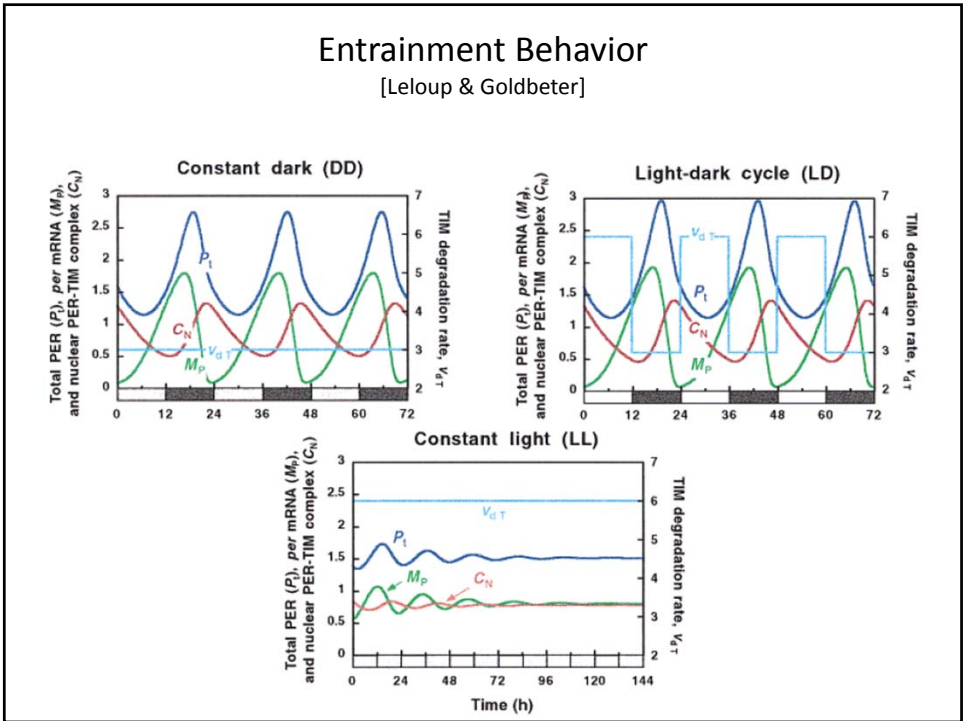 Entrainment Behavior
[Leloup & Goldbeter]
Constant dark (DD)
Total PER (Pt), per mRNA (MP),
and nuclear PER-TIM complex (CN)
3
2.5
2
1.5
1
0.5
0
Pt
CN
vdT
MP
7
6
5
4
3
2
TIM degradation rate, vdT
0 12 24 36 48 60 72
Light-dark cycle (LD)
Total PER (Pt), per mRNA (MP),
and nuclear PER-TIM complex (CN)
3
2.5
2
1.5
1
0.5
0
vdT
Pt
CN
MP
7
6
5
4
3
2
TIM degradation rate, vdT
0 12 24 36 48 60 72
Constant light (LL)
Total PER (Pt), per mRNA (MP),
and nuclear PER-TIM complex (CN)
3
2.5
2
1.5
1
0.5
0
vdT
Pt
MP
CN
7
6
5
4
3
2
TIM degradation rate, vdT
0 24 48 72 96 120 144
Time (h)